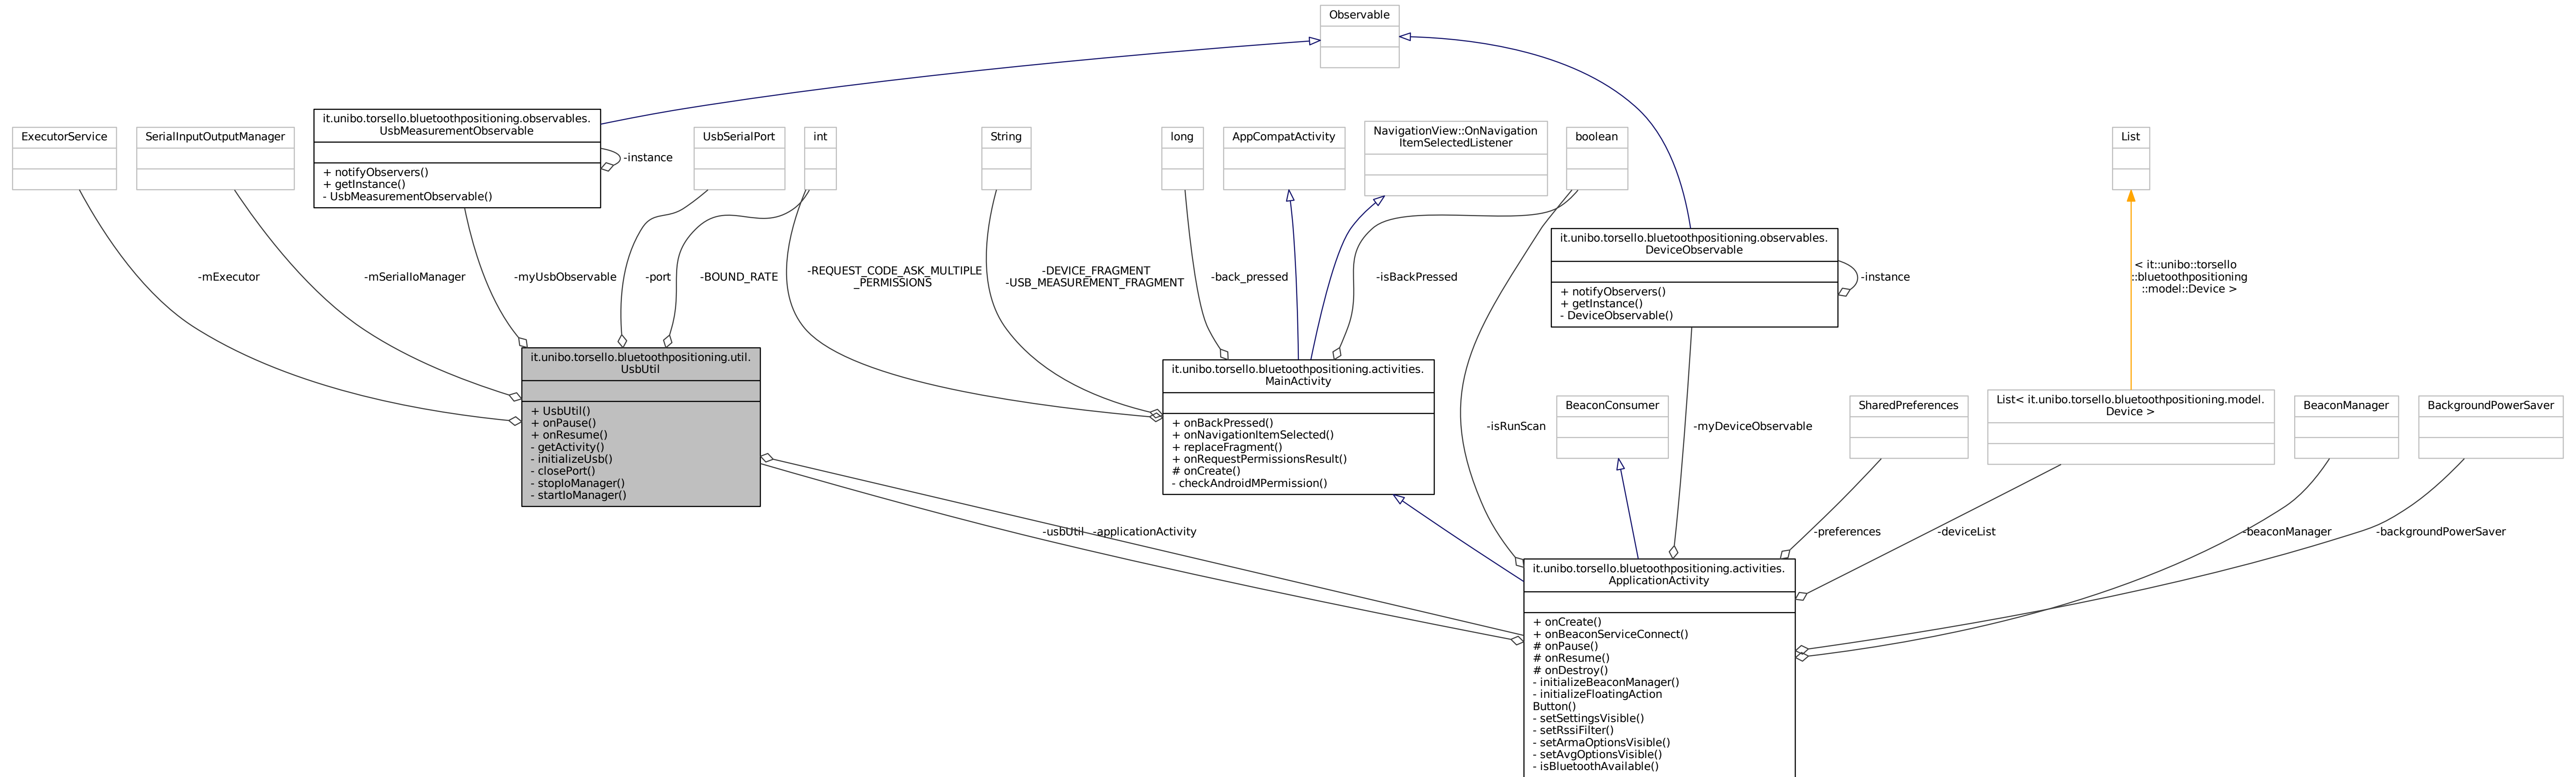 Observable
ExecutorService
SerialInputOutputManager
it.unibo.torsello.bluetoothpositioning.observables.
UsbMeasurementObservable
+ notifyObservers()
+ getInstance()
- UsbMeasurementObservable()
-instance
UsbSerialPort
int
String
long
AppCompatActivity
NavigationView::OnNavigation
ItemSelectedListener
boolean
List
it.unibo.torsello.bluetoothpositioning.observables.
DeviceObservable
+ notifyObservers()
+ getInstance()
- DeviceObservable()
-instance
-mExecutor
-mSerialIoManager
-myUsbObservable
-port
-BOUND_RATE
-REQUEST_CODE_ASK_MULTIPLE
_PERMISSIONS
-DEVICE_FRAGMENT
-USB_MEASUREMENT_FRAGMENT
-back_pressed
-isBackPressed
< it::unibo::torsello
::bluetoothpositioning
::model::Device >
it.unibo.torsello.bluetoothpositioning.util.
UsbUtil
+ UsbUtil()
+ onPause()
+ onResume()
- getActivity()
- initializeUsb()
- closePort()
- stopIoManager()
- startIoManager()
it.unibo.torsello.bluetoothpositioning.activities.
MainActivity
+ onBackPressed()
+ onNavigationItemSelected()
+ replaceFragment()
+ onRequestPermissionsResult()
# onCreate()
- checkAndroidMPermission()
-isRunScan
BeaconConsumer
-myDeviceObservable
SharedPreferences
List< it.unibo.torsello.bluetoothpositioning.model.
Device >
BeaconManager
BackgroundPowerSaver
-usbUtil
-applicationActivity
-preferences
-deviceList
-beaconManager
-backgroundPowerSaver
it.unibo.torsello.bluetoothpositioning.activities.
ApplicationActivity
+ onCreate()
+ onBeaconServiceConnect()
# onPause()
# onResume()
# onDestroy()
- initializeBeaconManager()
- initializeFloatingAction
Button()
- setSettingsVisible()
- setRssiFilter()
- setArmaOptionsVisible()
- setAvgOptionsVisible()
- isBluetoothAvailable()